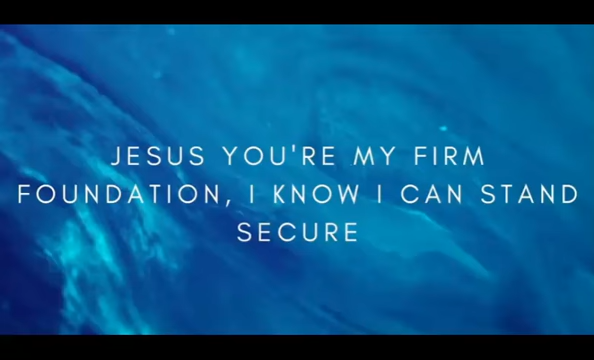 JESUS YOU'RE MY FIRM
FOUNDATION, I KNOW I CAN STAND
SECURE